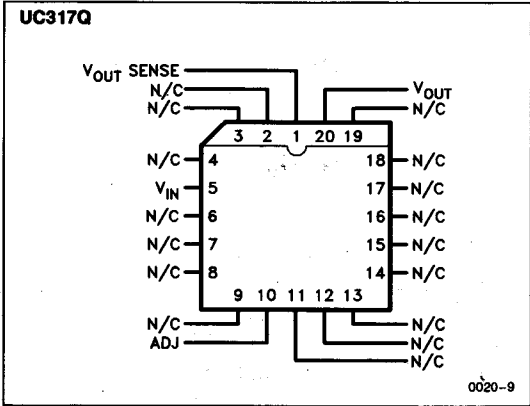 UC317Q
VOUT SENSE
N/C
N/C
VOUT
N/C
3 2 1 20 19
N/C 4
VIN 5
N/C 6
N/C 7
N/C 8
18 N/C
17 N/C
16 N/C
15 N/C
14 N/C
9 10 11 12 13
N/C
ADJ
N/C
N/C
N/C
0020-9